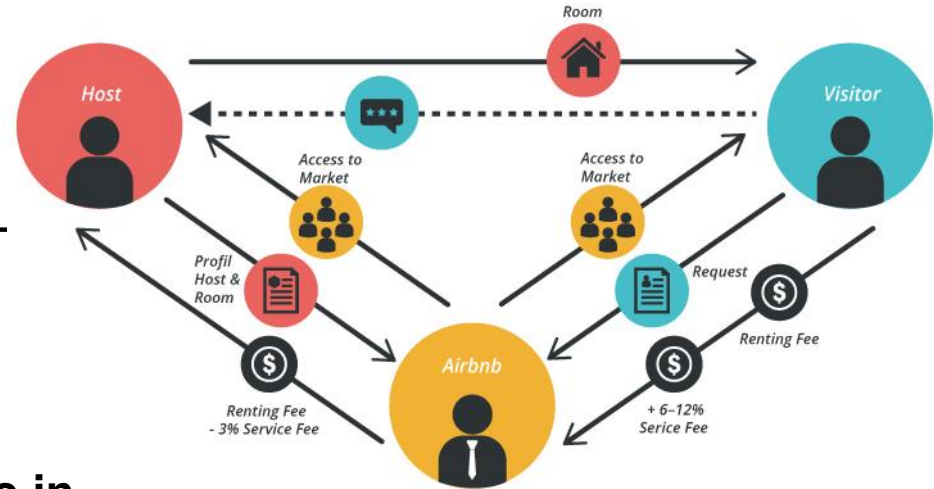 Room
Host
Visitor
Access to
Market
Access to
Market
Profil
Host &
Room
Request
Renting Fee
Airbnb
Renting Fee
- 3% Service Fee
+ 6–12%
Serice Fee
in